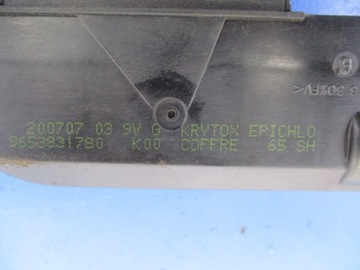 200707 03 9V G KRYTOX EPICHLO
9653831780 K00 COFFRE 65 SH